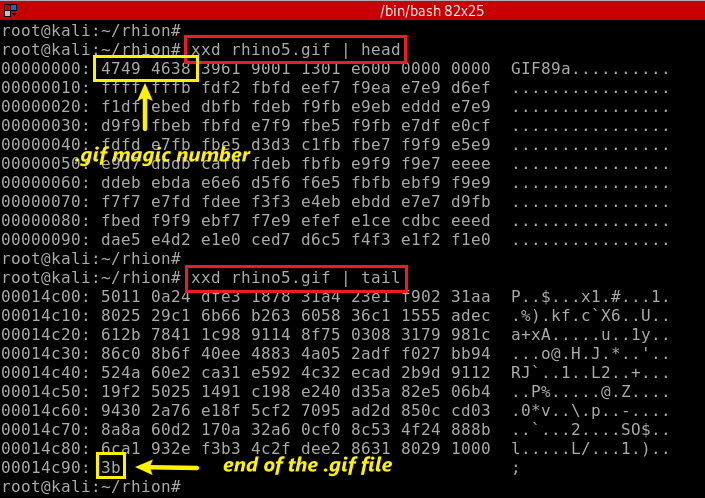 /bin/bash 82x25
root@kali:~/rhion#
root@kali:~/rhion# xxd rhino5.gif | head
00000000: 4749 4638 3961 9001 1301 e600 0000 0000 GIF89a..........
00000010: ffff fffb fdf2 fbfd eef7 f9ea e7e9 d6ef ................
00000020: f1df ebed dbfb fdeb f9fb e9eb eddd e7e9 ................
00000030: d9f9 fbeb fbfd e7f9 fbe5 f9fb e7df e0cf ................
00000040: fdfd e7fb fbe5 d3d3 c1fb fbe7 f9f9 e5e9 ................
.gif magic number
00000050: e9d7 dbdb cafd fdeb fbfb e9f9 f9e7 eeee ................
00000060: ddeb ebda e6e6 d5f6 f6e5 fbfb ebf9 f9e9 ................
00000070: f7f7 e7fd fdee f3f3 e4eb ebdd e7e7 d9fb ................
00000080: fbed f9f9 ebf7 f7e9 efef e1ce cdbc eeed ................
00000090: dae5 e4d2 e1e0 ced7 d6c5 f4f3 e1f2 f1e0 ................
root@kali:~/rhion#
root@kali:~/rhion# xxd rhino5.gif | tail
00014c00: 5011 0a24 dfe3 1878 31a4 23e1 f902 31aa P..$...x1.#...1.
00014c10: 8025 29c1 6b66 b263 6058 36c1 1555 adec .%).kf.c`X6..U..
00014c20: 612b 7841 1c98 9114 8f75 0308 3179 981c a+xA.....u..1y..
00014c30: 86c0 8b6f 40ee 4883 4a05 2adf f027 bb94 ...o@.H.J.*..'..
00014c40: 524a 60e2 ca31 e592 4c32 ecad 2b9d 9112 RJ`..1..L2..+...
00014c50: 19f2 5025 1491 c198 e240 d35a 82e5 06b4 ..P%.....@.Z....
00014c60: 9430 2a76 e18f 5cf2 7095 ad2d 850c cd03 .0*v..\.p..-....
00014c70: 8a8a 60d2 170a 32a6 0cf0 8c53 4f24 888b ..`...2....SO$..
00014c80: 6ca1 932e f3b3 4c2f dee2 8631 8029 1000 l.....L/...1.)..
00014c90: 3b ;
end of the .gif file
root@kali:~/rhion#